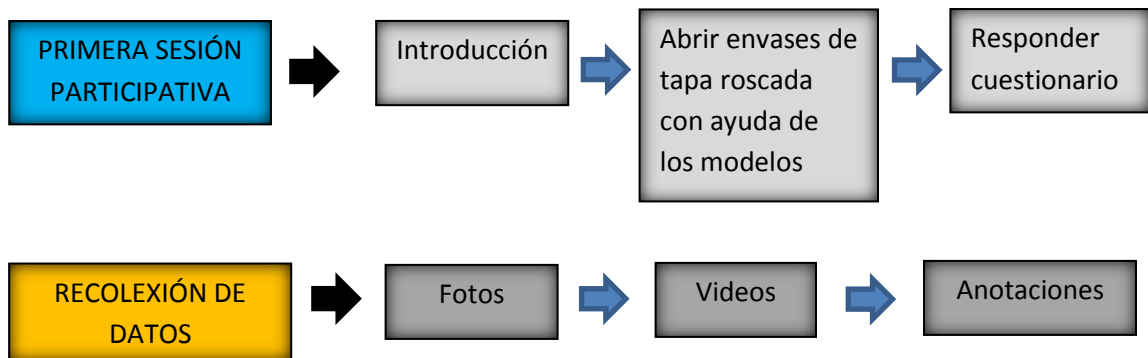 PRIMERA SESIÓN
PARTICIPATIVA
Introducción
Abrir envases de
tapa roscada
con ayuda de
los modelos
Responder
cuestionario
RECOLEXIÓN DE
DATOS
Fotos
Videos
Anotaciones